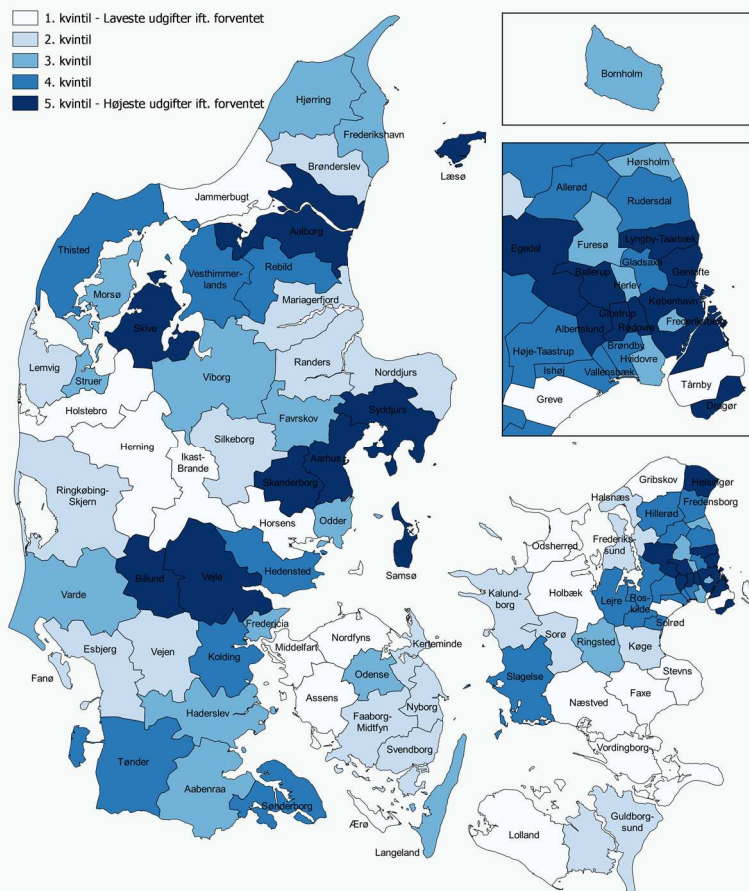 1. kvintil - Laveste udgifter ift. forventet
2. kvintil
3. kvintil
4. kvintil
5. kvintil - Højeste udgifter ift. forventet
Bornholm
Hjørring
Frederikshavn
Brønderslev
Læsø
Jammerbugt
Aalborg
Thisted
Vesthimmer-
lands
Rebild
Morsø
Mariagerfjord
Skive
Lemvig
Struer
Viborg
Randers
Norddjurs
Holstebro
Favrskov
Syddjurs
Herning
Ikast-
Brande
Silkeborg
Aarhus
Skanderborg
Ringkøbing-
Skjern
Horsens
Odder
Samsø
Billund
Vejle
Hedensted
Varde
Fredericia
Esbjerg
Vejen
Kolding
Fanø
Haderslev
Tønder
Aabenraa
Sønderborg
Middelfart
Nordfyns
Kerteminde
Odense
Assens
Nyborg
Faaborg-
Midtfyn
Svendborg
Ærø
Langeland
Hørsholm
Allerød
Rudersdal
Egedal
Furesø
Lyngby-Taarbæk
Gladsaxe
Ballerup
Gentofte
Herlev
København
Glostrup
Frederiksberg
Albertslund
Rødovre
Brøndby
Høje-Taastrup
Hvidovre
Ishøj
Vallensbæk
Greve
Tårnby
Dragør
Gribskov
Helsingør
Halsnæs
Fredensborg
Hillerød
Odsherred
Frederiks-
sund
Kalund-
borg
Holbæk
Lejre
Ros-
kilde
Solrød
Sorø
Ringsted
Køge
Slagelse
Stevns
Næstved
Faxe
Vordingborg
Lolland
Guldborg-
sund